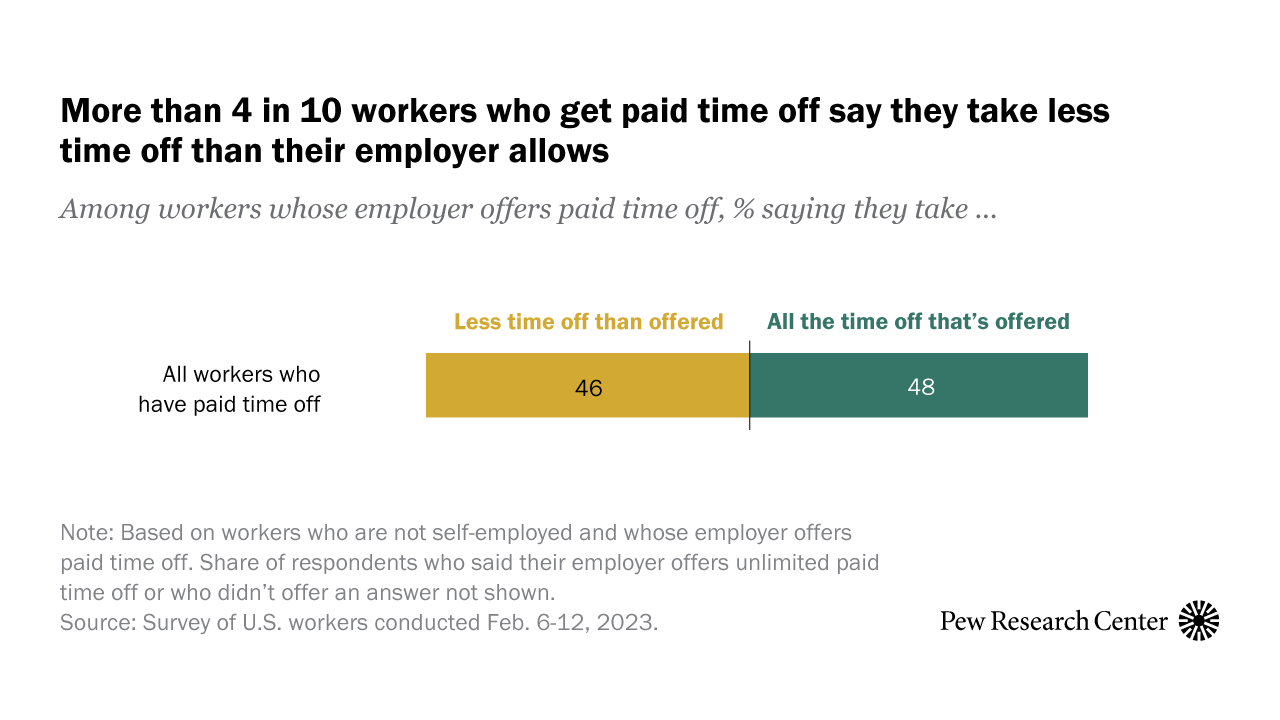 More than 4 in 10 workers who get paid time off say they take less
time off than their employer allows
Among workers whose employer offers paid time off, % saying they take ...
Less time off than offered
All the time off that’s offered
All workers who
have paid time off
46
48
Note: Based on workers who are not self-employed and whose employer offers
paid time off. Share of respondents who said their employer offers unlimited paid
time off or who didn’t offer an answer not shown.
Source: Survey of U.S. workers conducted Feb. 6-12, 2023.
Pew Research Center